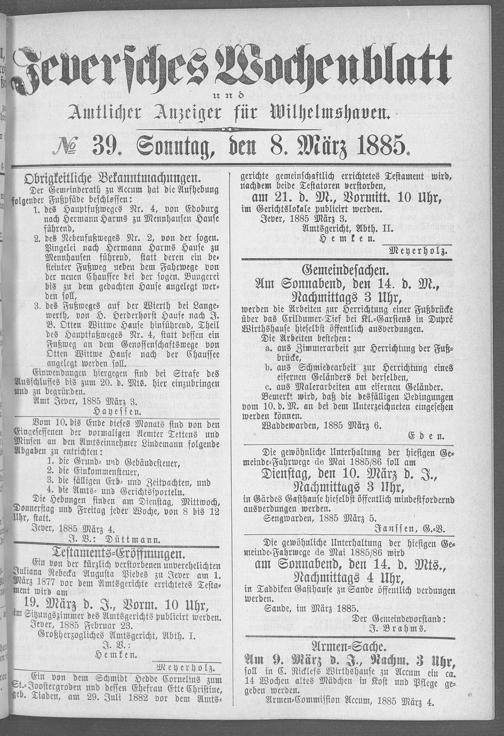 Jeversches Wochenblatt
und
Amtlicher Anzeiger für Wilhelmshaven.
№ 39. Sonntag, den 8. März 1885.
Obrigkeitliche Bekanntmachungen.
Der Gemeinderath zu Accum hat die Aufhebung
folgender Fußpfäde beschlossen:
1. des Hauptfußweges Nr. 4, von Edoburg
nach Hermann Harms zu Mennhausen Hause
führend,
2. des Nebenfußweges Nr. 2, von der sogen.
Bingelei nach Hermann Harms Hause zu
Mennhausen führend, statt deren ein be-
steinter Fußweg neben dem Fahrwege von
der neuen Chaussee bei der sogen. Bungerei
bis zu dem gedachten Hause angelegt wer-
den soll,
3. des Fußweges auf der Wierth bei Lange-
werth, von H. Herderhorst Hause nach J.
B. Otten Wittwe Hause hinführend, Theil
des Hauptfußweges Nr. 4, statt dessen ein
Fußweg an dem Genossenschaftswege von
Otten Wittwe Hause nach der Chaussee
angelegt werden soll.
Einwendungen hiergegen sind bei Strafe des
Ausschlusses bis zum 20. d. Mts. hier einzubringen
und zu begründen.
Amt Jever, 1885 März 3.
Hayessen.
Vom 10. bis Ende dieses Monats sind von den
Eingesessenen der vormaligen Aemter Tettens und
Minsen an den Amtseinnehmer Lindemann folgende
Abgaben zu entrichten:
1. die Grund- und Gebäudesteuer,
2. die Einkommensteuer,
3. die fälligen Erb- und Zeitpachten, und
4. die Amts- und Gerichtssporteln.
Die Hebungen finden am Dienstag, Mittwoch,
Donnerstag und Freitag jeder Woche, von 8 bis 12
Uhr, statt.
Jever, 1885 März 4.
J. V.: Düttmann.
Testaments-Eröffnungen.
Ein von der kürzlich verstorbenen unverehelichten
Juliana Rebecka Augusta Biebes zu Jever am 1.
März 1877 vor dem Amtsgerichte errichtetes Testa-
ment wird am
19. März d. J., Vorm. 10 Uhr,
im Sitzungszimmer des Amtsgerichts publicirt werden.
Jever, 1885 Februar 23.
Großherzogliches Amtsgericht, Abth. I.
J. V.:
Hemken.
Meyerholz.
Ein von dem Schmidt Hedde Cornelius zum
St.-Joostergroden und dessen Ehefrau Ette Christine,
geb. Tiaden, am 29. Juli 1882 vor dem Amts-
gerichte gemeinschaftlich errichtetes Testament wird,
nachdem beide Testatoren verstorben,
am 21. d. M., Vormitt. 10 Uhr,
im Gerichtslokale publicirt werden.
Jever, 1885 März 3.
Amtsgericht, Abth. II.
Hemken.
Meyerholz.
Gemeindesachen.
Am Sonnabend, den 14. d. M.,
Nachmittags 3 Uhr,
werden die Arbeiten zur Herrichtung einer Fußbrücke
über das Crildumer-Tief bei Kl.-Garssens in Dupré
Wirthshause hieselbst öffentlich ausverdungen.
Die Arbeiten bestehen:
a. aus Zimmerarbeit zur Herrichtung der Fuß-
brücke,
b. aus Schmiedearbeit zur Herrichtung eines
eisernen Geländers bei derselben,
c. aus Malerarbeiten am eisernen Geländer.
Bemerkt wird, daß die desfälligen Bedingungen
vom 10. d. M. an bei dem Unterzeichneten eingesehen
werden können.
Waddewarden, 1885 März 6.
Eden.
Die gewöhnliche Unterhaltung der hiesigen Ge-
meinde-Fahrwege de Mai 1885/86 soll am
Dienstag, den 10. März d. J.,
Nachmittags 3 Uhr,
in Gärdes Gasthause hieselbst öffentlich mindestfordernd
ausverdungen werden.
Sengwarden, 1885 März 5.
Janssen, G.-V.
Die gewöhnliche Unterhaltung der hiesigen Ge-
meinde-Fahrwege de Mai 1885/86 wird
am Sonnabend, den 14. d. Mts.,
Nachmittags 4 Uhr,
in Taddiken Gasthause zu Sande öffentlich verdungen
werden.
Sande, im März 1885.
Der Gemeindevorstand:
J. Brahms.
Armen-Sache.
Am 9. März d. J., Nachm. 3 Uhr,
soll in C. Ricklefs Wirthshause zu Accum ein ca.
14 Wochen altes Mädchen in Kost und Pflege ge-
geben werden.
Armen-Commission Accum, 1885 März 4.